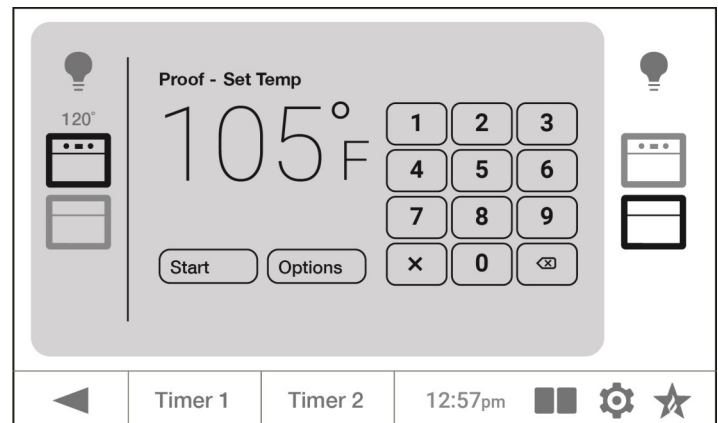 Proof - Set Temp
120°
105°F
1 2 3
4 5 6
7 8 9
× 0
Start Options
Timer 1 Timer 2 12:57pm